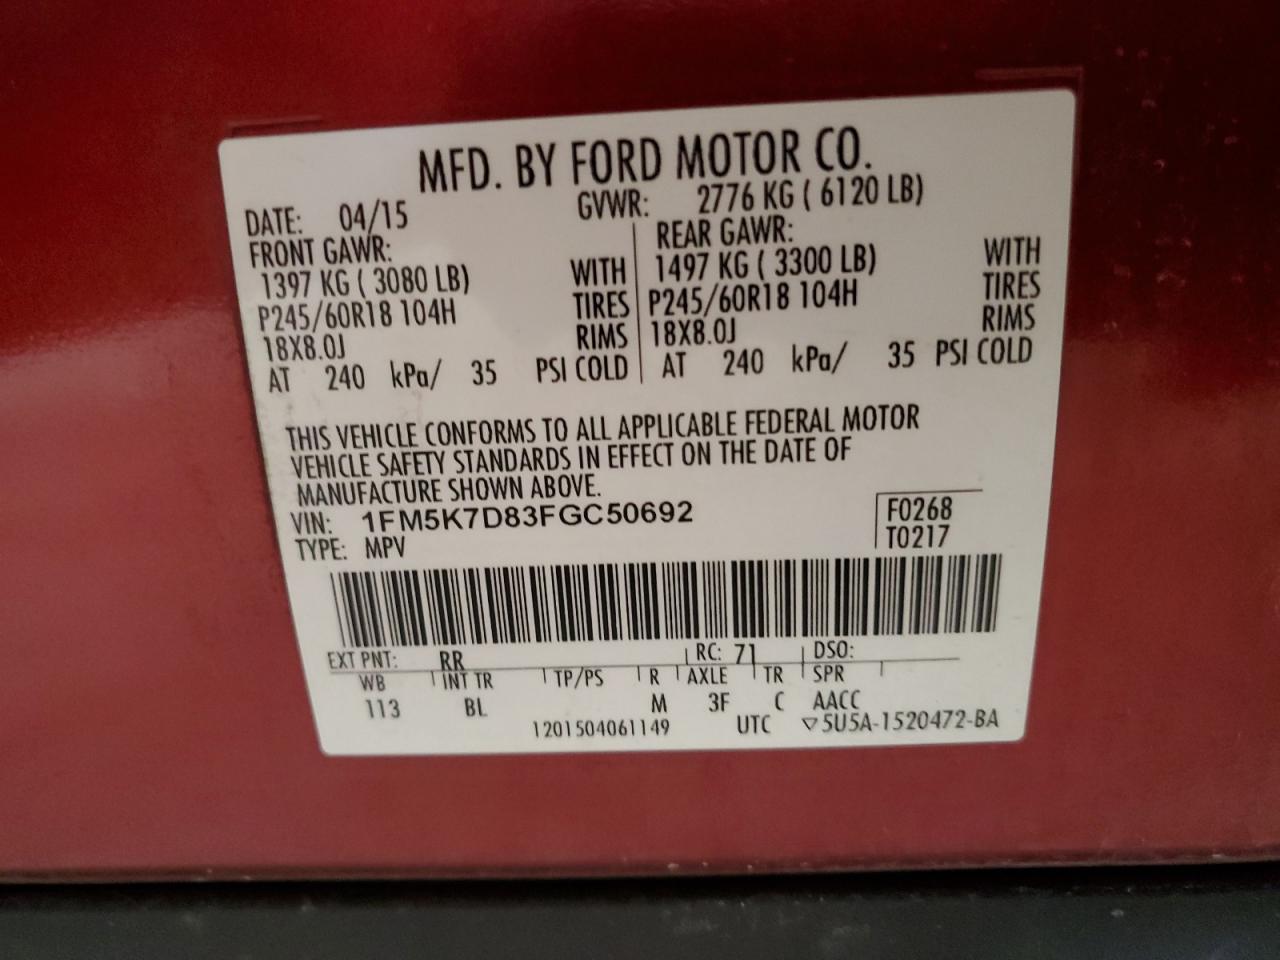 MFD. BY FORD MOTOR CO.
DATE: 04/15 GVWR: 2776 KG ( 6120 LB)
FRONT GAWR: REAR GAWR:
1397 KG ( 3080 LB) WITH 1497 KG ( 3300 LB) WITH
P245/60R18 104H TIRES P245/60R18 104H TIRES
18X8.0J RIMS 18X8.0J RIMS
AT 240 kPa/ 35 PSI COLD AT 240 kPa/ 35 PSI COLD
THIS VEHICLE CONFORMS TO ALL APPLICABLE FEDERAL MOTOR
VEHICLE SAFETY STANDARDS IN EFFECT ON THE DATE OF
MANUFACTURE SHOWN ABOVE.
VIN: 1FM5K7D83FGC50692 F0268
TYPE: MPV T0217
EXT PNT: RR RC: 71 DSO:
WB INT TR TP/PS R AXLE TR SPR
113 BL M 3F C AACC
1201504061149 UTC ▽5U5A-1520472-BA